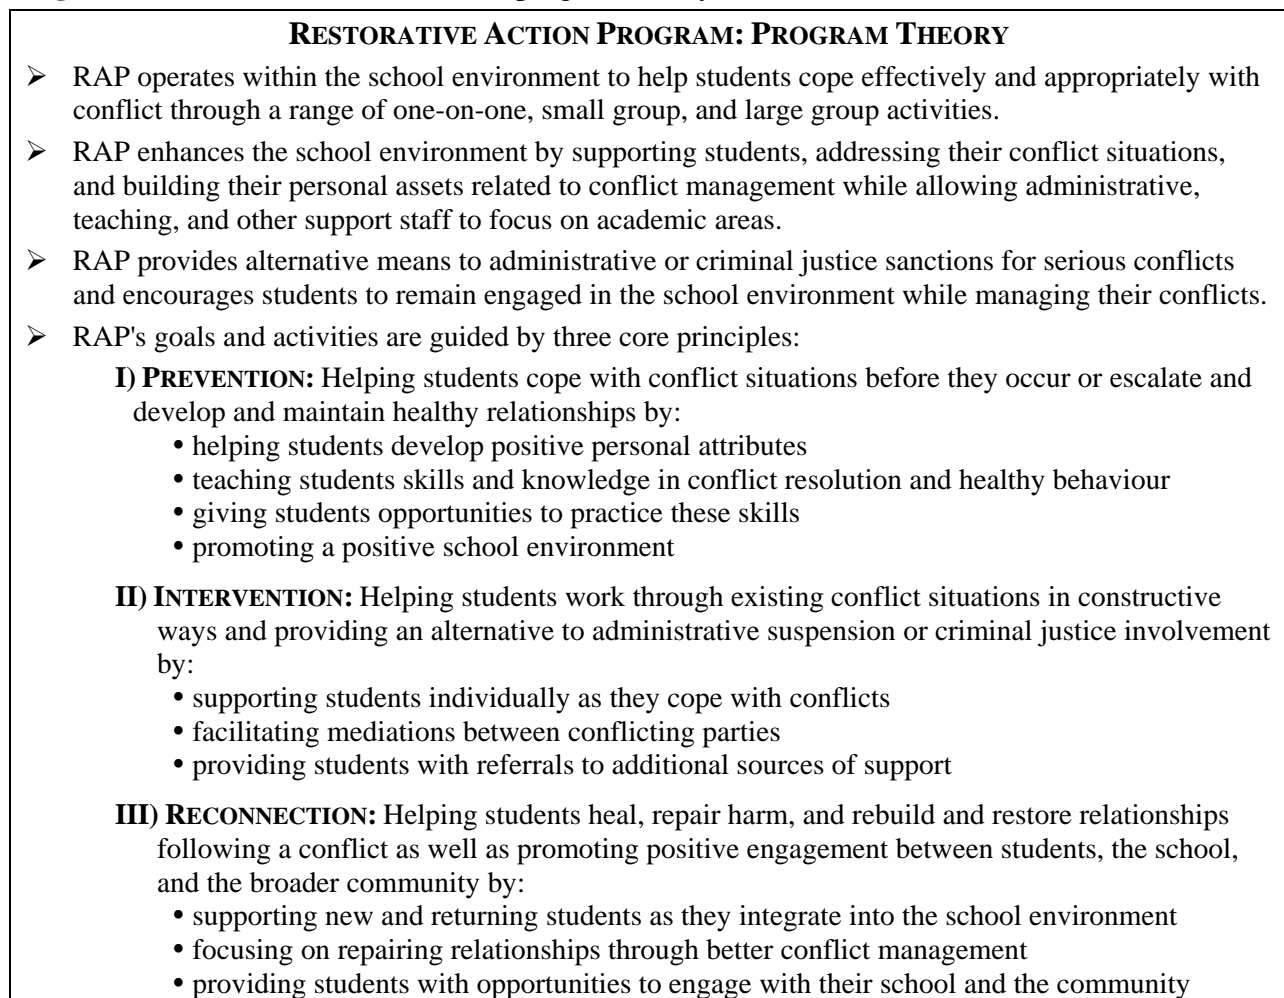 RESTORATIVE ACTION PROGRAM: PROGRAM THEORY
➢ RAP operates within the school environment to help students cope effectively and appropriately with
conflict through a range of one-on-one, small group, and large group activities.
➢ RAP enhances the school environment by supporting students, addressing their conflict situations,
and building their personal assets related to conflict management while allowing administrative,
teaching, and other support staff to focus on academic areas.
➢ RAP provides alternative means to administrative or criminal justice sanctions for serious conflicts
and encourages students to remain engaged in the school environment while managing their conflicts.
➢ RAP's goals and activities are guided by three core principles:
I) PREVENTION: Helping students cope with conflict situations before they occur or escalate and
develop and maintain healthy relationships by:
• helping students develop positive personal attributes
• teaching students skills and knowledge in conflict resolution and healthy behaviour
• giving students opportunities to practice these skills
• promoting a positive school environment
II) INTERVENTION: Helping students work through existing conflict situations in constructive
ways and providing an alternative to administrative suspension or criminal justice involvement
by:
• supporting students individually as they cope with conflicts
• facilitating mediations between conflicting parties
• providing students with referrals to additional sources of support
III) RECONNECTION: Helping students heal, repair harm, and rebuild and restore relationships
following a conflict as well as promoting positive engagement between students, the school,
and the broader community by:
• supporting new and returning students as they integrate into the school environment
• focusing on repairing relationships through better conflict management
• providing students with opportunities to engage with their school and the community